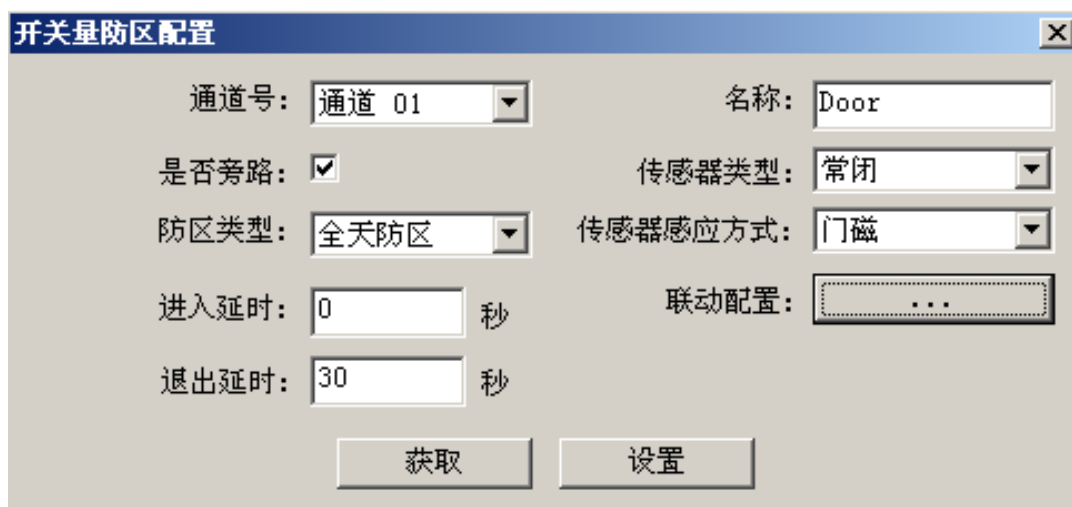 开关量防区配置
通道号: 通道 01 名称: Door
是否旁路: 传感器类型: 常闭
防区类型: 全天防区 传感器感应方式: 门磁
进入延时: 0 秒 联动配置: ...
退出延时: 30 秒
获取 设置